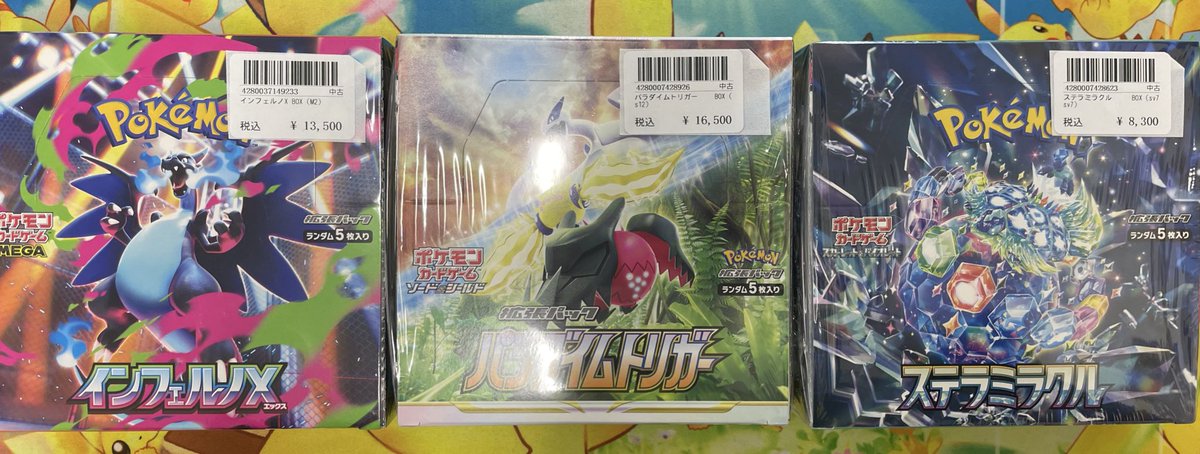 4280037149233 中古
インフェルノX BOX (M2)
税込 ￥ 13,500
POKéMON
ポケモン
カードゲーム
MEGA
拡張パック
ランダム5枚入り
インフェルノX
エックス
4280007428926 中古
パラダイムトリガー BOX (
s12)
税込 ￥ 16,500
ポケモン
カードゲーム
ソード&シールド
POKéMON
拡張パック
ランダム5枚入り
拡張パック
パラダイムトリガー
4280007428623 中古
ステラミラクル BOX (sv7
sv7)
税込 ￥ 8,300
POKéMON
ポケモン
カードゲーム
スカーレット&バイオレット
拡張パック
ランダム5枚入り
ステラミラクル